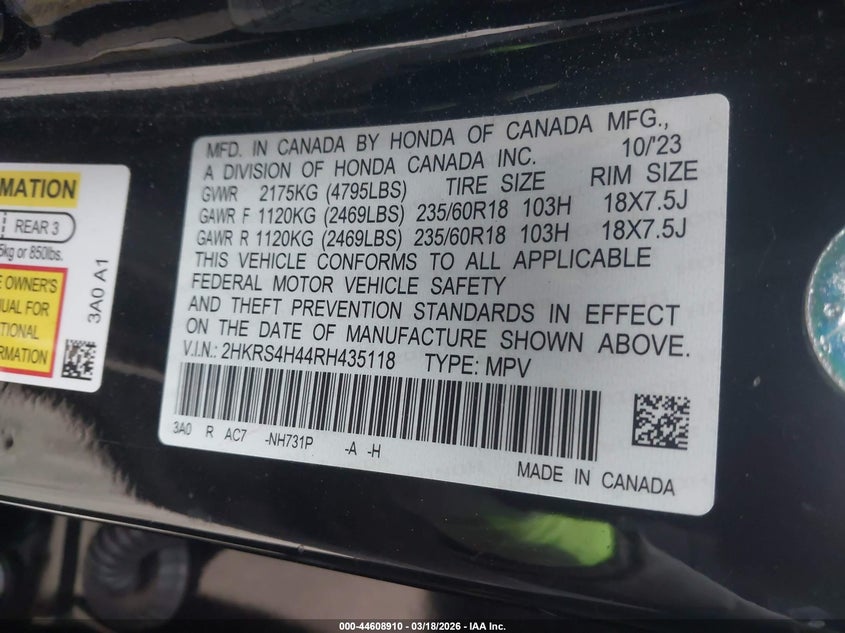 MFD. IN CANADA BY HONDA OF CANADA MFG.,
A DIVISION OF HONDA CANADA INC. 10/'23
GVWR 2175KG (4795LBS) TIRE SIZE RIM SIZE
GAWR F 1120KG (2469LBS) 235/60R18 103H 18X7.5J
GAWR R 1120KG (2469LBS) 235/60R18 103H 18X7.5J
THIS VEHICLE CONFORMS TO ALL APPLICABLE
FEDERAL MOTOR VEHICLE SAFETY
AND THEFT PREVENTION STANDARDS IN EFFECT
ON THE DATE OF MANUFACTURE SHOWN ABOVE.
V.I.N.: 2HKRS4H44RH435118 TYPE: MPV
3A0 R AC7 -NH731P -A -H
MADE IN CANADA
REAR 3
or 850lbs.
OWNER'S
FOR
3A0 A1
000-44608910 - 03/18/2026 - IAA Inc.